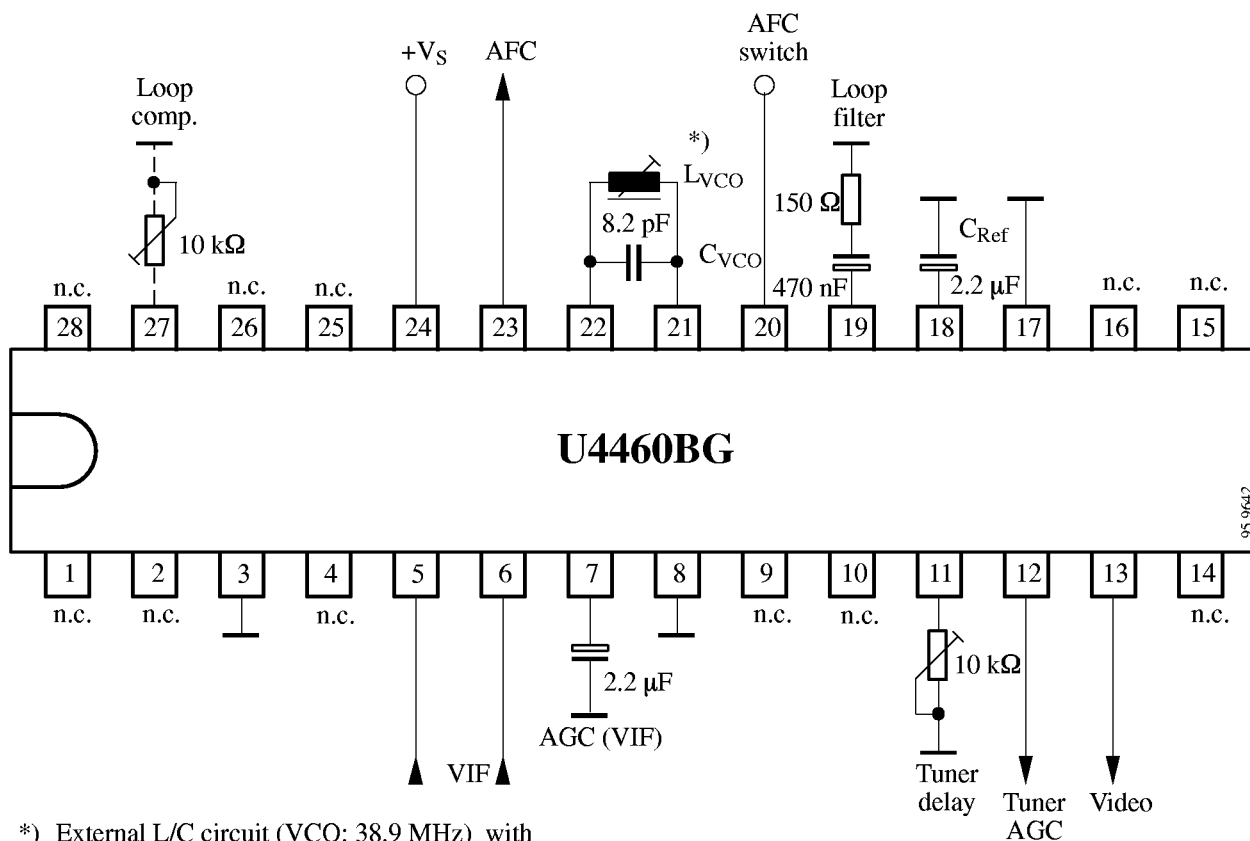 AFC
switch
+VS
AFC
Loop
comp.
Loop
filter
*)
LVCO
150 Ω
8.2 pF
CRef
10 kΩ
CVCO
n.c.
n.c.
n.c.
470 nF
2.2 µF
n.c.
n.c.
28 27 26 25 24 23 22 21 20 19 18 17 16 15
U4460BG
95 9642
1 2 3 4 5 6 7 8 9 10 11 12 13 14
n.c.
n.c.
n.c.
n.c.
n.c.
n.c.
2.2 µF
10 kΩ
AGC (VIF)
VIF
Tuner
delay
Tuner
AGC
Video
*) External L/C circuit (VCO: 38.9 MHz) with